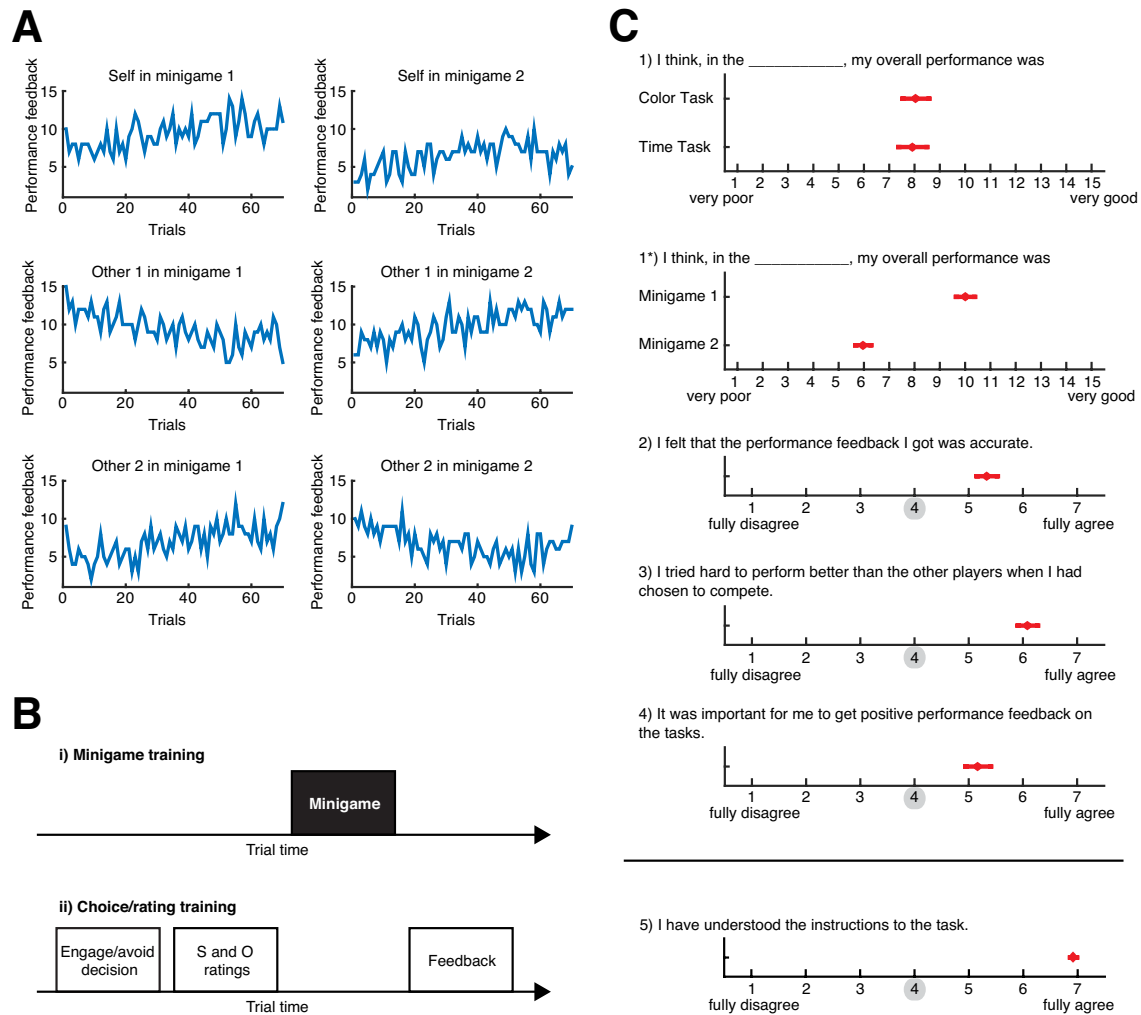 A
Self in minigame 1
Performance feedback
15
10
5
0
20
40
60
Trials
Self in minigame 2
Performance feedback
15
10
5
0
20
40
60
Trials
Other 1 in minigame 1
Performance feedback
15
10
5
0
20
40
60
Trials
Other 1 in minigame 2
Performance feedback
15
10
5
0
20
40
60
Trials
Other 2 in minigame 1
Performance feedback
15
10
5
0
20
40
60
Trials
Other 2 in minigame 2
Performance feedback
15
10
5
0
20
40
60
Trials
B
i) Minigame training
Minigame
Trial time
ii) Choice/rating training
Engage/avoid
decision
S and O
ratings
Feedback
Trial time
C
1) I think, in the ___________, my overall performance was
Color Task
Time Task
1 2 3 4 5 6 7 8 9 10 11 12 13 14 15
very poor very good
1*) I think, in the ___________, my overall performance was
Minigame 1
Minigame 2
1 2 3 4 5 6 7 8 9 10 11 12 13 14 15
very poor very good
2) I felt that the performance feedback I got was accurate.
1 2 3 4 5 6 7
fully disagree fully agree
3) I tried hard to perform better than the other players when I had
chosen to compete.
1 2 3 4 5 6 7
fully disagree fully agree
4) It was important for me to get positive performance feedback on
the tasks.
1 2 3 4 5 6 7
fully disagree fully agree
5) I have understood the instructions to the task.
1 2 3 4 5 6 7
fully disagree fully agree